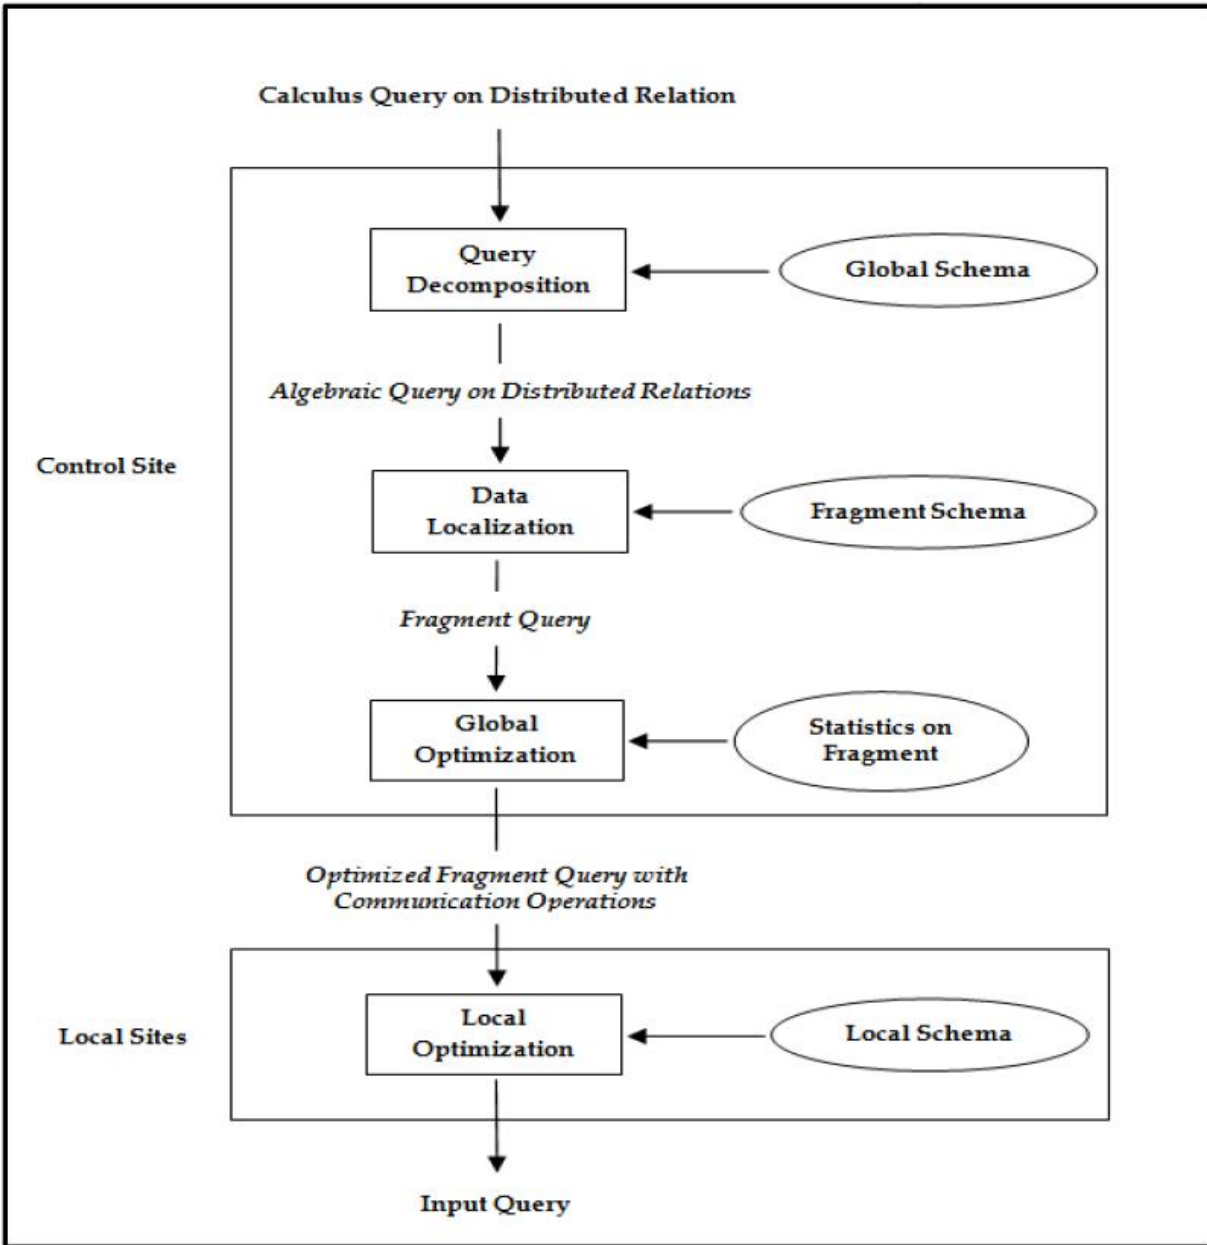 Calculus Query on Distributed Relation
Query
Decomposition
Global Schema
Algebraic Query on Distributed Relations
Control Site
Data
Localization
Fragment Schema
Fragment Query
Global
Optimization
Statistics on
Fragment
Optimized Fragment Query with
Communication Operations
Local Sites
Local
Optimization
Local Schema
Input Query